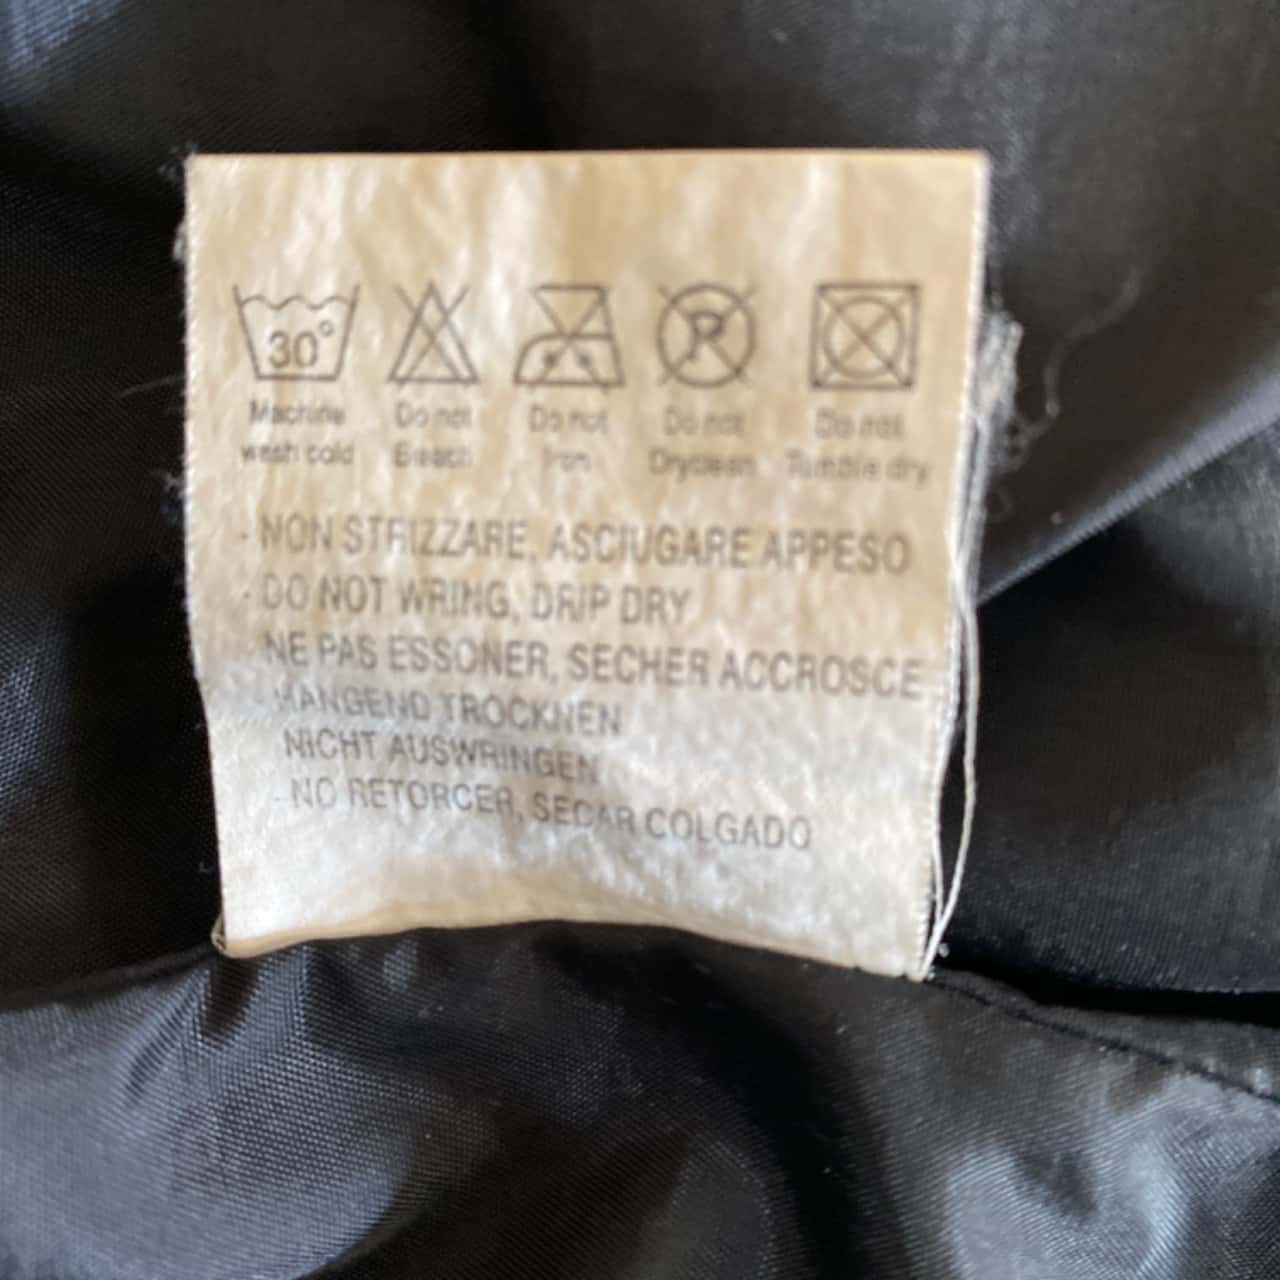 30°
P
Machine wash cold
Do not Bleach
Do not Iron
Do not Dryclean
Do not Tumble dry
- NON STRIZZARE, ASCIUGARE APPESO
- DO NOT WRING, DRIP DRY
NE PAS ESSONER, SECHER ACCROSCE
- HANGEND TROCKNEN
NICHT AUSWRINGEN
- NO RETORCER, SECAR COLGADO